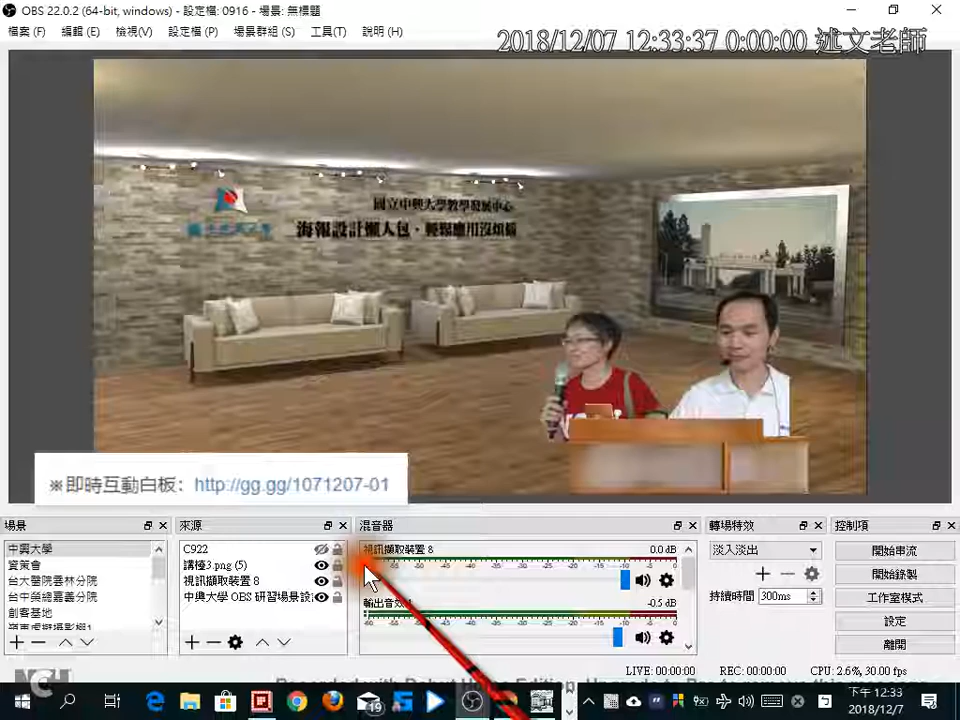 OBS 22.0.2 (64-bit, windows) - 設定檔: 0916 - 場景: 無標題
檔案 (F) 編輯 (E) 檢視(V) 設定檔 (P) 場景群組 (S) 工具(T) 說明 (H)
2018/12/07 12:33:37 0:00:00 述文老師
國立中興大學教學發展中心
海報設計懶人包・輕鬆應用沒煩惱
※即時互動白板: http://gg.gg/1071207-01
場景
中興大學
資策會
台大醫院雲林分院
台中榮總嘉義分院
創客基地
來源
C922
講檯3.png (5)
視訊擷取裝置 8
中興大學 OBS 研習場景設
混音器
視訊擷取裝置 8 0.0 dB
-0.5 dB
轉場特效
淡入淡出
持續時間 300ms
控制項
開始串流
開始錄製
工作室模式
設定
離開
LIVE: 00:00:00 REC: 00:00:00 CPU: 2.6%, 30.00 fps
NCH
19
下午 12:33
2018/12/7